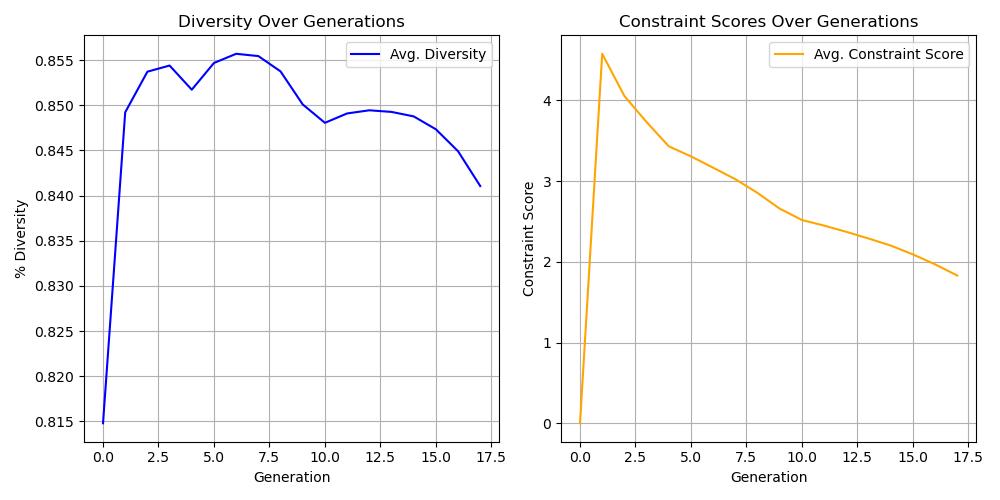 Diversity Over Generations
Avg. Diversity
0.855
0.850
0.845
0.840
0.835
0.830
0.825
0.820
0.815
% Diversity
0.0 2.5 5.0 7.5 10.0 12.5 15.0 17.5
Generation
Constraint Scores Over Generations
Avg. Constraint Score
4
3
2
1
0
Constraint Score
0.0 2.5 5.0 7.5 10.0 12.5 15.0 17.5
Generation